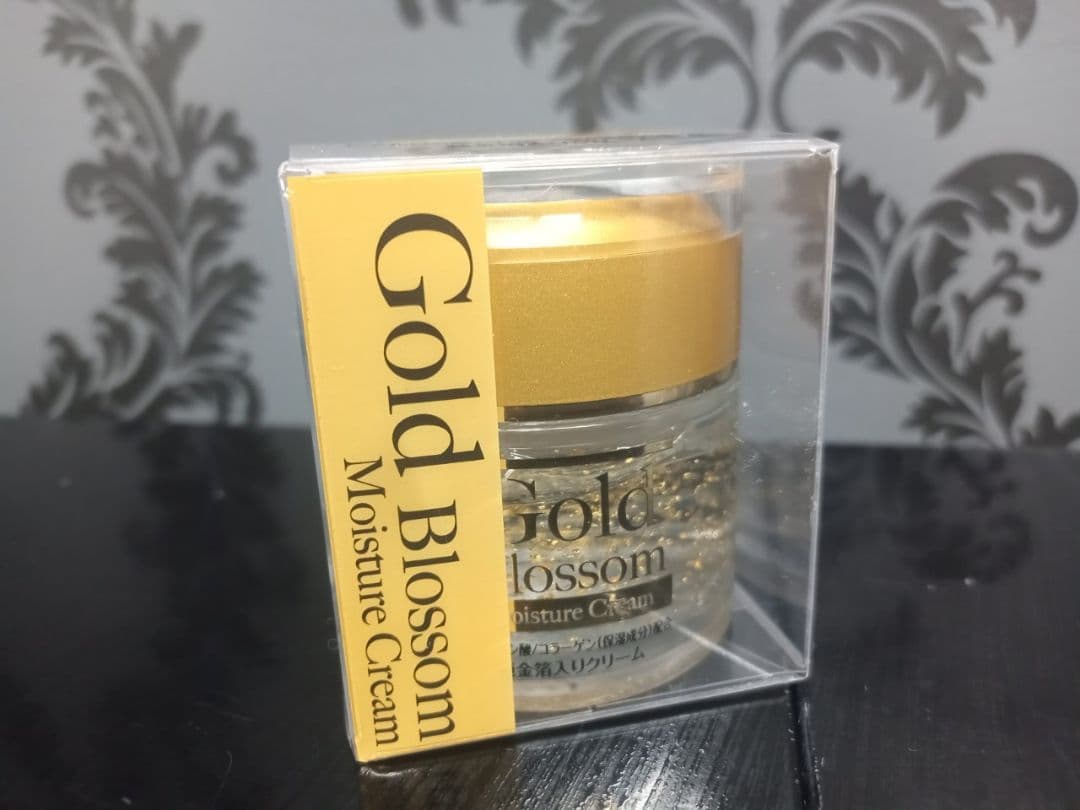 Gold Blossom
Moisture Cream
Gold
lossom
oisture Cream
ン酸/コラーゲン(保湿成分)配合
金箔入りクリーム